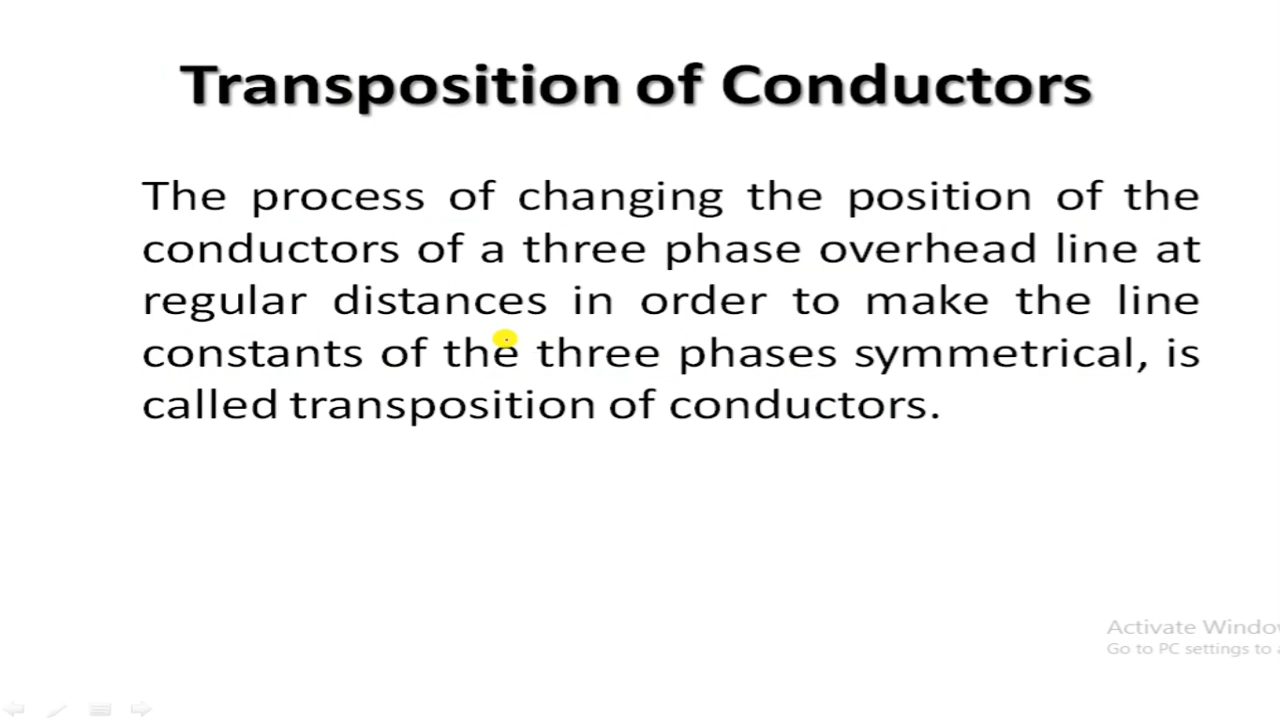 Transposition of Conductors
The process of changing the position of the
conductors of a three phase overhead line at
regular distances in order to make the line
constants of the three phases symmetrical, is
called transposition of conductors.
Activate Windo
Go to PC settings to a